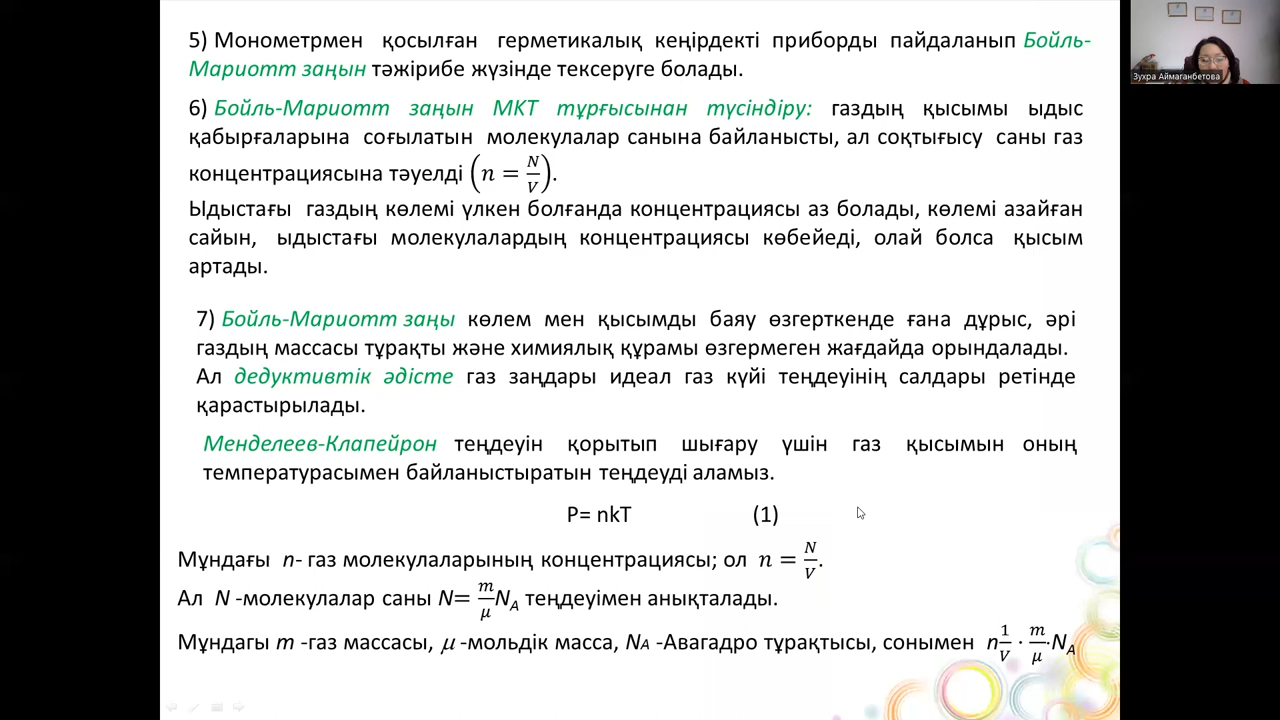 5) Монометрмен қосылған герметикалық кеңірдекті приборды пайдаланып Бойль-
Мариотт заңын тәжірибе жүзінде тексеруге болады.
6) Бойль-Мариотт заңын МКТ тұрғысынан түсіндіру: газдың қысымы ыдыс
қабырғаларына соғылатын молекулалар санына байланысты, ал соқтығысу саны газ
концентрациясына тәуелді (n = N/V).
Ыдыстағы газдың көлемі үлкен болғанда концентрациясы аз болады, көлемі азайған
сайын, ыдыстағы молекулалардың концентрациясы көбейеді, олай болса қысым
артады.
7) Бойль-Мариотт заңы көлем мен қысымды баяу өзгерткенде ғана дұрыс, әрі
газдың массасы тұрақты және химиялық құрамы өзгермеген жағдайда орындалады.
Ал дедуктивтік әдісте газ заңдары идеал газ күйі теңдеуінің салдары ретінде
қарастырылады.
Менделеев-Клапейрон теңдеуін қорытып шығару үшін газ қысымын оның
температурасымен байланыстыратын теңдеуді аламыз.
P= nkT (1)
Мұндағы n- газ молекулаларының концентрациясы; ол n = N/V.
Ал N -молекулалар саны N= m/μ N_A теңдеуімен анықталады.
Мұндагы m -газ массасы, μ -мольдік масса, N_A -Авагадро тұрақтысы, сонымен n 1/V · m/μ ·N_A
Зухра Аймаганбетова